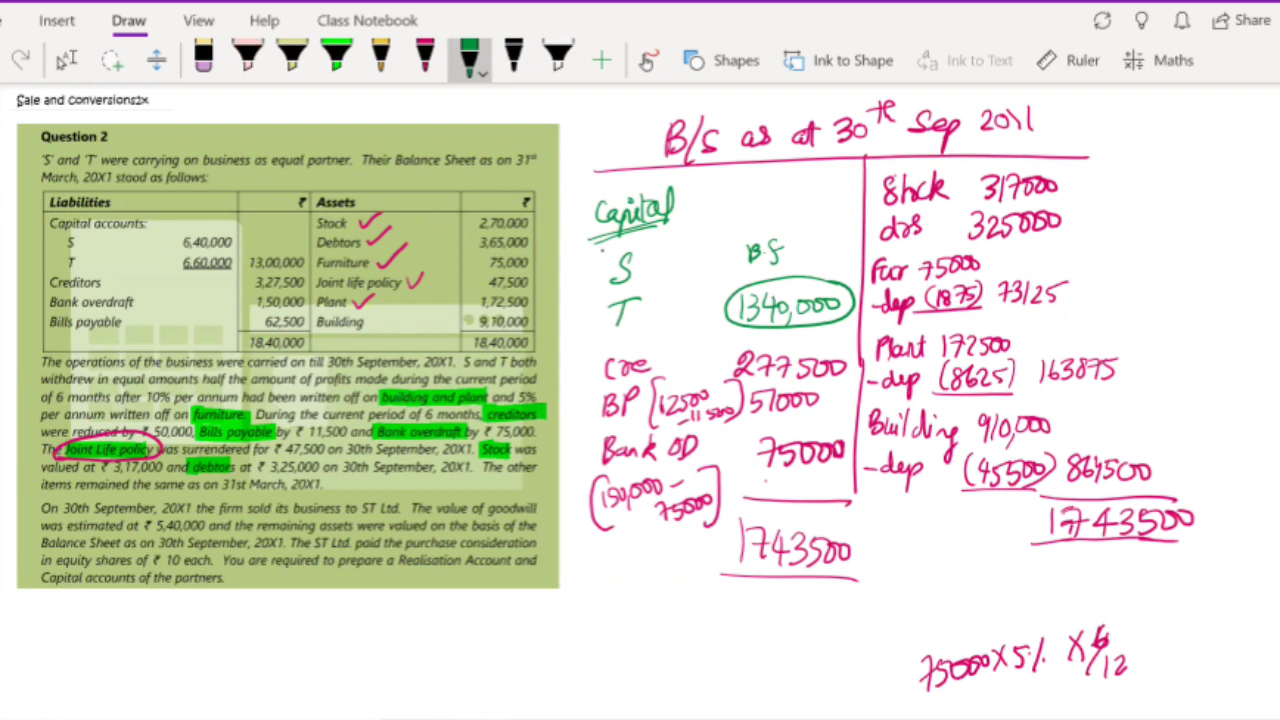 Insert Draw View Help Class Notebook Share
Shapes Ink to Shape Ink to Text Ruler Maths
Sale and Conversions2x
Question 2
'S' and 'T' were carrying on business as equal partner. Their Balance Sheet as on 31st
March, 20X1 stood as follows:
Liabilities ₹ Assets ₹
Capital accounts: Stock 2,70,000
S 6,40,000 Debtors 3,65,000
T 6,60,000 13,00,000 Furniture 75,000
Creditors 3,27,500 Joint life policy 47,500
Bank overdraft 1,50,000 Plant 1,72,500
Bills payable 62,500 Building 9,10,000
18,40,000 18,40,000
The operations of the business were carried on till 30th September, 20X1. S and T both
withdrew in equal amounts half the amount of profits made during the current period
of 6 months after 10% per annum had been written off on building and plant and 5%
per annum written off on furniture. During the current period of 6 months, creditors
were reduced by ₹ 50,000, Bills payable by ₹ 11,500 and Bank overdraft by ₹ 75,000.
The Joint Life policy was surrendered for ₹ 47,500 on 30th September, 20X1. Stock was
valued at ₹ 3,17,000 and debtors at ₹ 3,25,000 on 30th September, 20X1. The other
items remained the same as on 31st March, 20X1.
On 30th September, 20X1 the firm sold its business to ST Ltd. The value of goodwill
was estimated at ₹ 5,40,000 and the remaining assets were valued on the basis of the
Balance Sheet as on 30th September, 20X1. The ST Ltd. paid the purchase consideration
in equity shares of ₹ 10 each. You are required to prepare a Realisation Account and
Capital accounts of the partners.
B/S as at 30th Sep 20X1
Capital
B.f
S
T 1340,000
Cre 277500
BP [ 51000
Bank OD 75000
(150,000 -
75000)
1743500
Stock 317000
drs 325000
Fur 75000
-dep (1875) 73125
Plant 172500
-dep (8625) 163875
Building 910,000
-dep (45500) 864500
1743500
75000 X 5% X 6/12